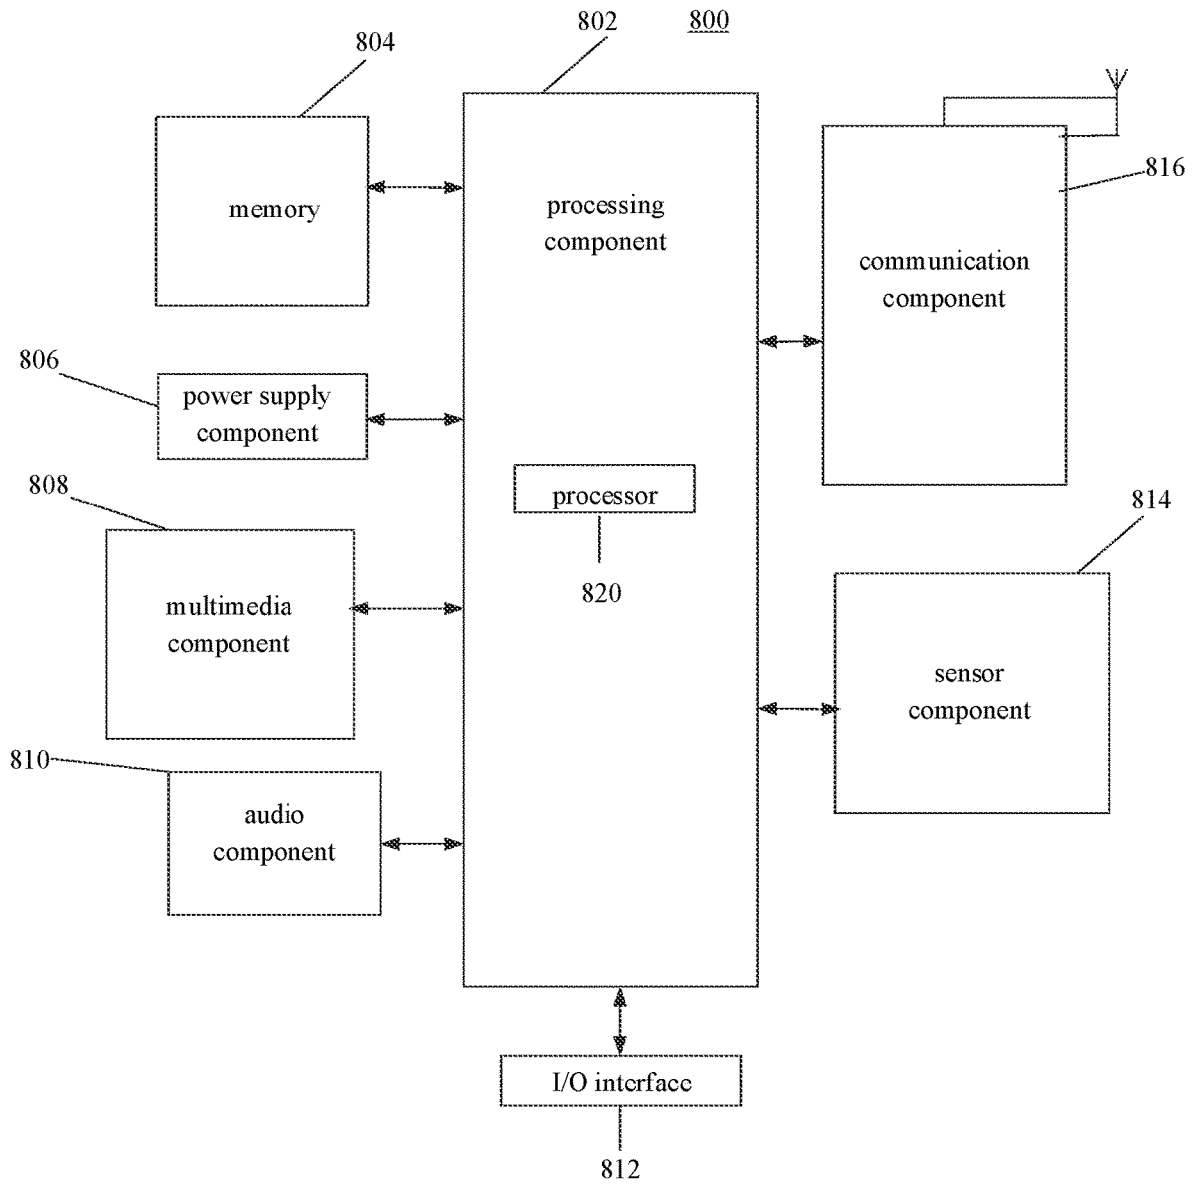 802
800
804
816
memory
processing
component
communication
component
806
power supply
component
808
processor
814
820
multimedia
component
sensor
component
810
audio
component
I/O interface
812